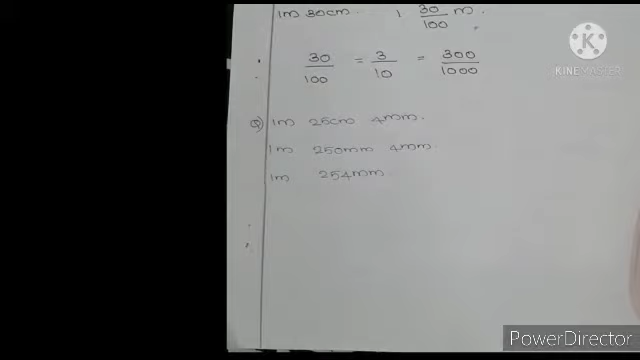 1m 30cm 1 30/100 m.
30/100 = 3/10 = 300/1000
1m 25cm 4mm.
1m 250mm 4mm.
1m 254mm
KINEMASTER
PowerDirector